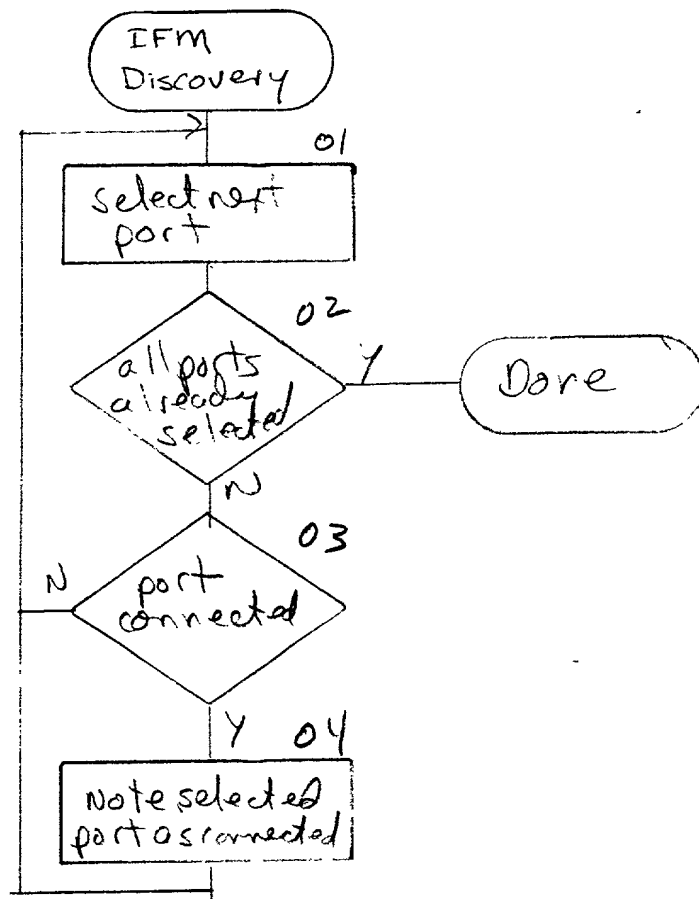 IFM
Discovery
01
select next
port
02
all ports
already
selected
Y
Done
N
03
port
connected
N
Y
04
Note selected
port as connected